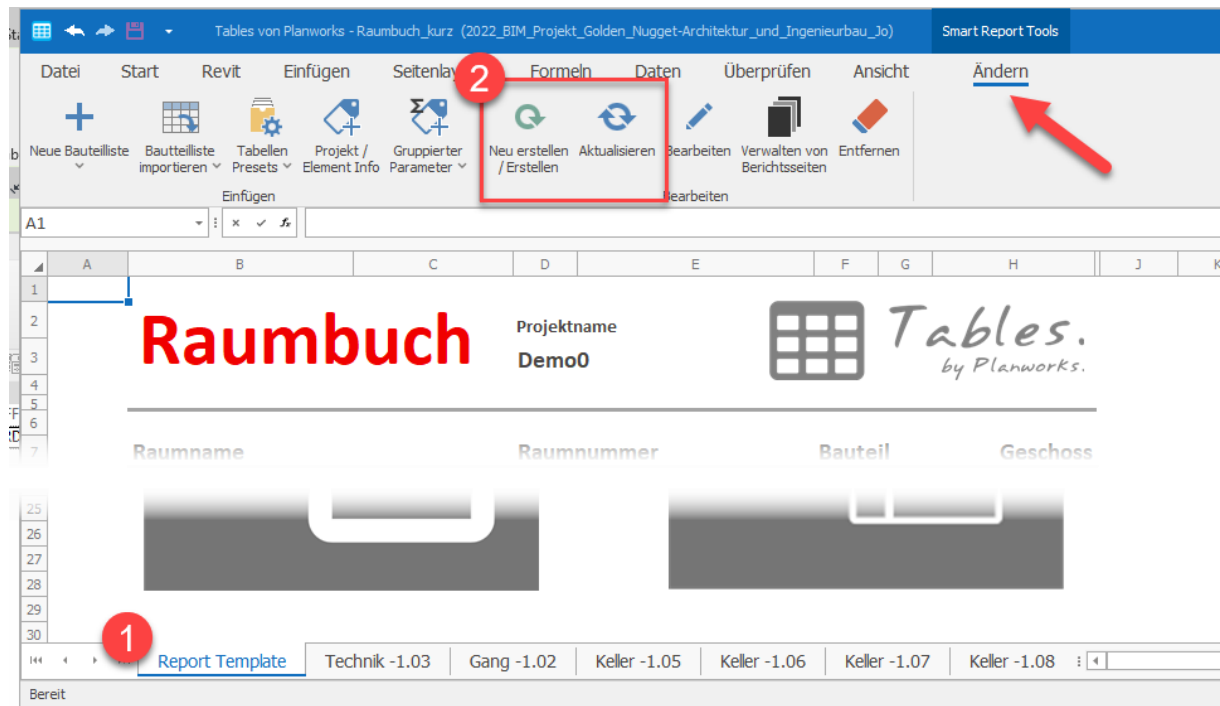 Tables von Planworks - Raumbuch_kurz (2022_BIM_Projekt_Golden_Nugget-Architektur_und_Ingenieurbau_Jo) Smart Report Tools
Datei Start Revit Einfügen Formeln Daten Überprüfen Ansicht Ändern
2
Neue Bauteilliste Bautteilliste importieren Tabellen Presets Projekt / Element Info Gruppierter Parameter Neu erstellen / Erstellen Aktualisieren Bearbeiten Verwalten von Berichtsseiten Entfernen
Einfügen Bearbeiten
A1 fx
A B C D E F G H J K
1
2
3
4
5
6
7
Raumbuch
Projektname
Demo0
Tables.
by Planworks.
Raumname Raumnummer Bauteil Geschoss
25
26
27
28
29
30
1
Report Template Technik -1.03 Gang -1.02 Keller -1.05 Keller -1.06 Keller -1.07 Keller -1.08
Bereit